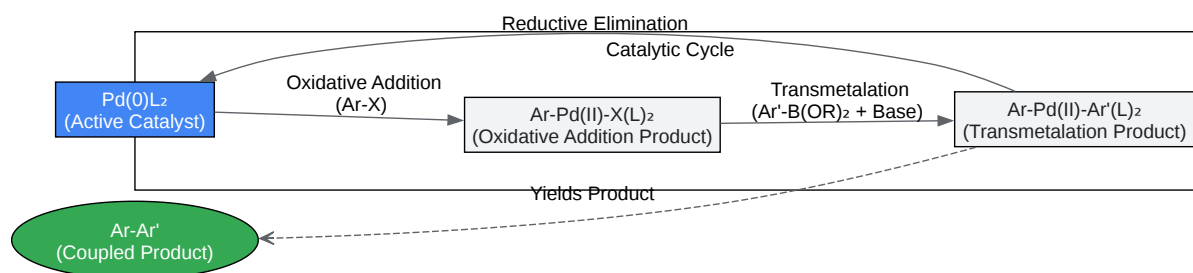 Reductive Elimination
Catalytic Cycle
Pd(0)L₂
(Active Catalyst)
Oxidative Addition
(Ar-X)
Ar-Pd(II)-X(L)₂
(Oxidative Addition Product)
Transmetalation
(Ar'-B(OR)₂ + Base)
Ar-Pd(II)-Ar'(L)₂
(Transmetalation Product)
Yields Product
Ar-Ar'
(Coupled Product)